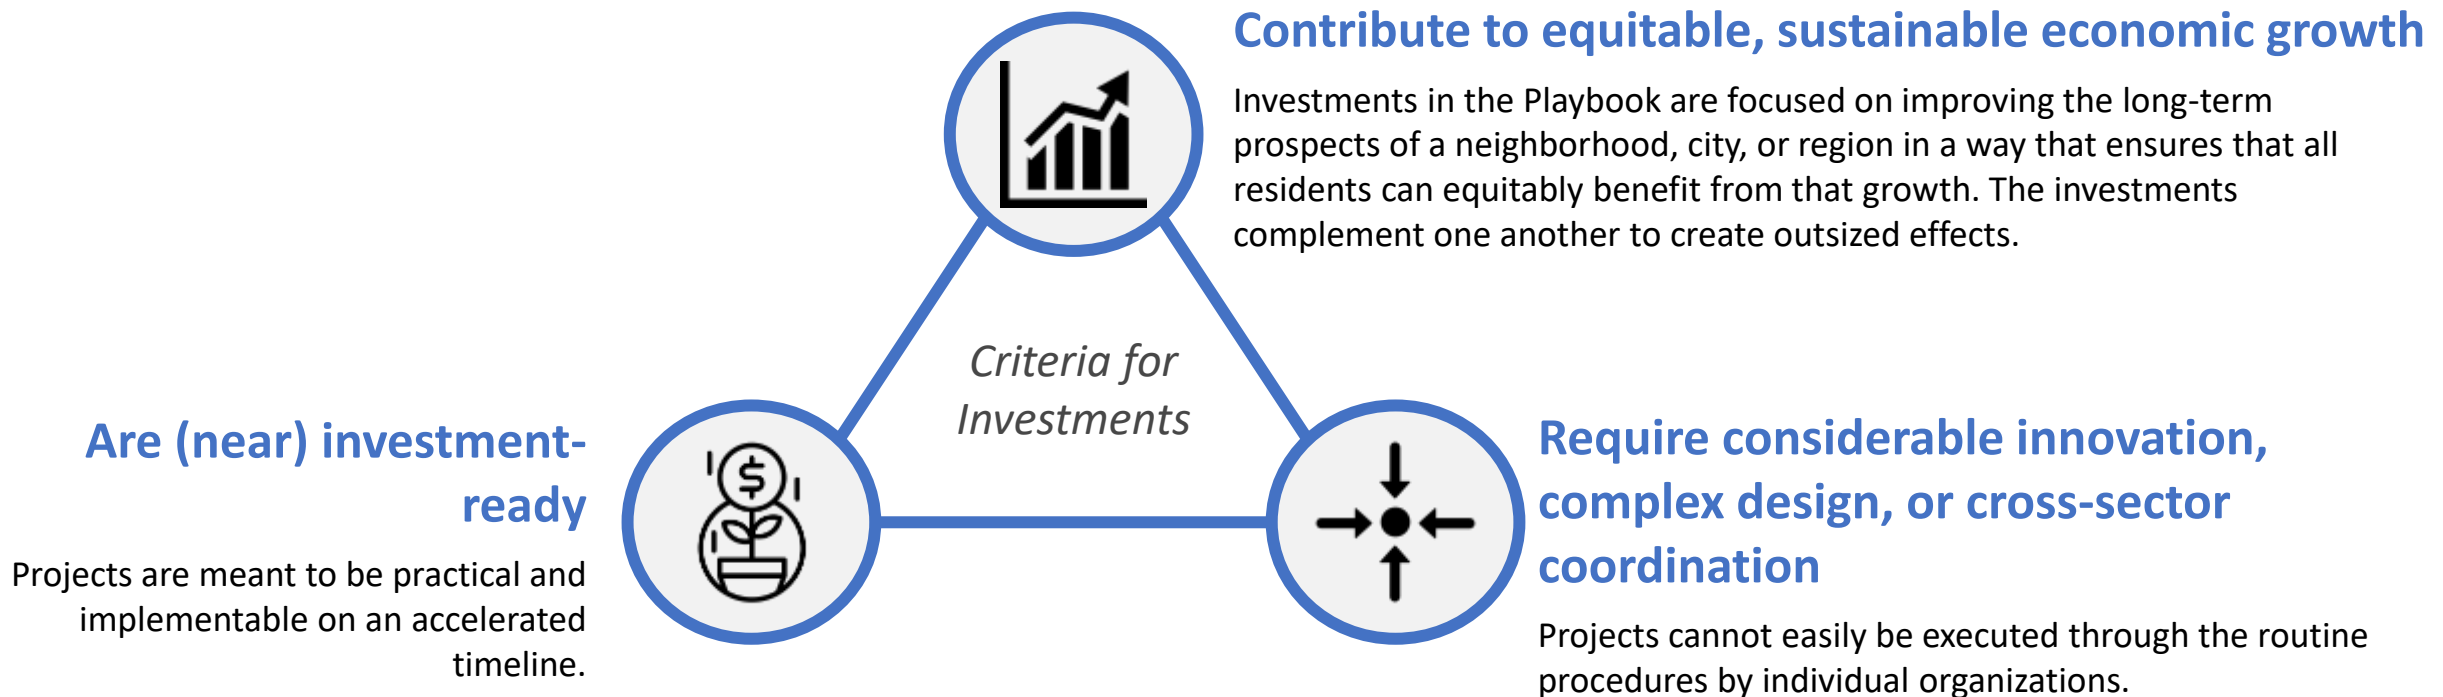 Contribute to equitable, sustainable economic growth
Investments in the Playbook are focused on improving the long-term
prospects of a neighborhood, city, or region in a way that ensures that all
residents can equitably benefit from that growth. The investments
complement one another to create outsized effects.
Criteria for
Investments
Are (near) investment-
ready
Projects are meant to be practical and
implementable on an accelerated
timeline.
$
Require considerable innovation,
complex design, or cross-sector
coordination
Projects cannot easily be executed through the routine
procedures by individual organizations.